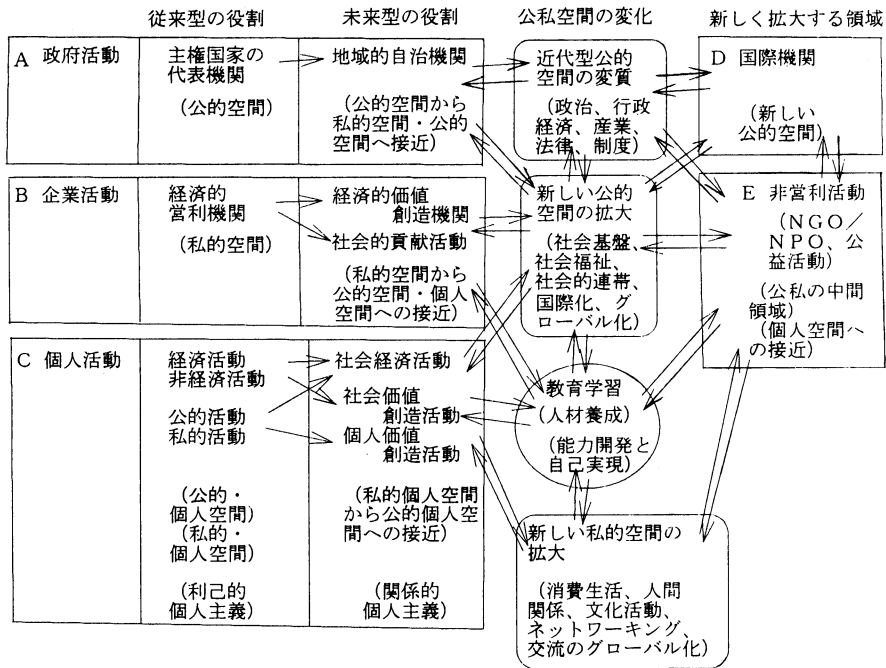 従来型の役割
未来型の役割
公私空間の変化
新しく拡大する領域
A 政府活動
主権国家の
代表機関
(公的空間)
地域的自治機関
(公的空間から
私的空間・公的
空間へ接近)
近代型公的
空間の変質
(政治、行政
経済、産業、
法律、制度)
D 国際機関
(新しい
公的空間)
B 企業活動
経済的
営利機関
(私的空間)
経済的価値
創造機関
社会的貢献活動
(私的空間から
公的空間・個人
空間への接近)
新しい公的
空間の拡大
(社会基盤、
社会福祉、
社会的連帯、
国際化、グ
ローバル化)
E 非営利活動
(NGO/
NPO、公
益活動)
(公私の中間
領域)
(個人空間へ
の接近)
C 個人活動
経済活動
非経済活動
公的活動
私的活動
(公的・
個人空間)
(私的・
個人空間)
(利己的
個人主義)
社会経済活動
社会価値
創造活動
個人価値
創造活動
(私的個人空間
から公的個人空
間への接近)
(関係的
個人主義)
教育学習
(人材養成)
(能力開発と
自己実現)
新しい私的空間の
拡大
(消費生活、人間
関係、文化活動、
ネットワーキング、
交流のグローバル化)